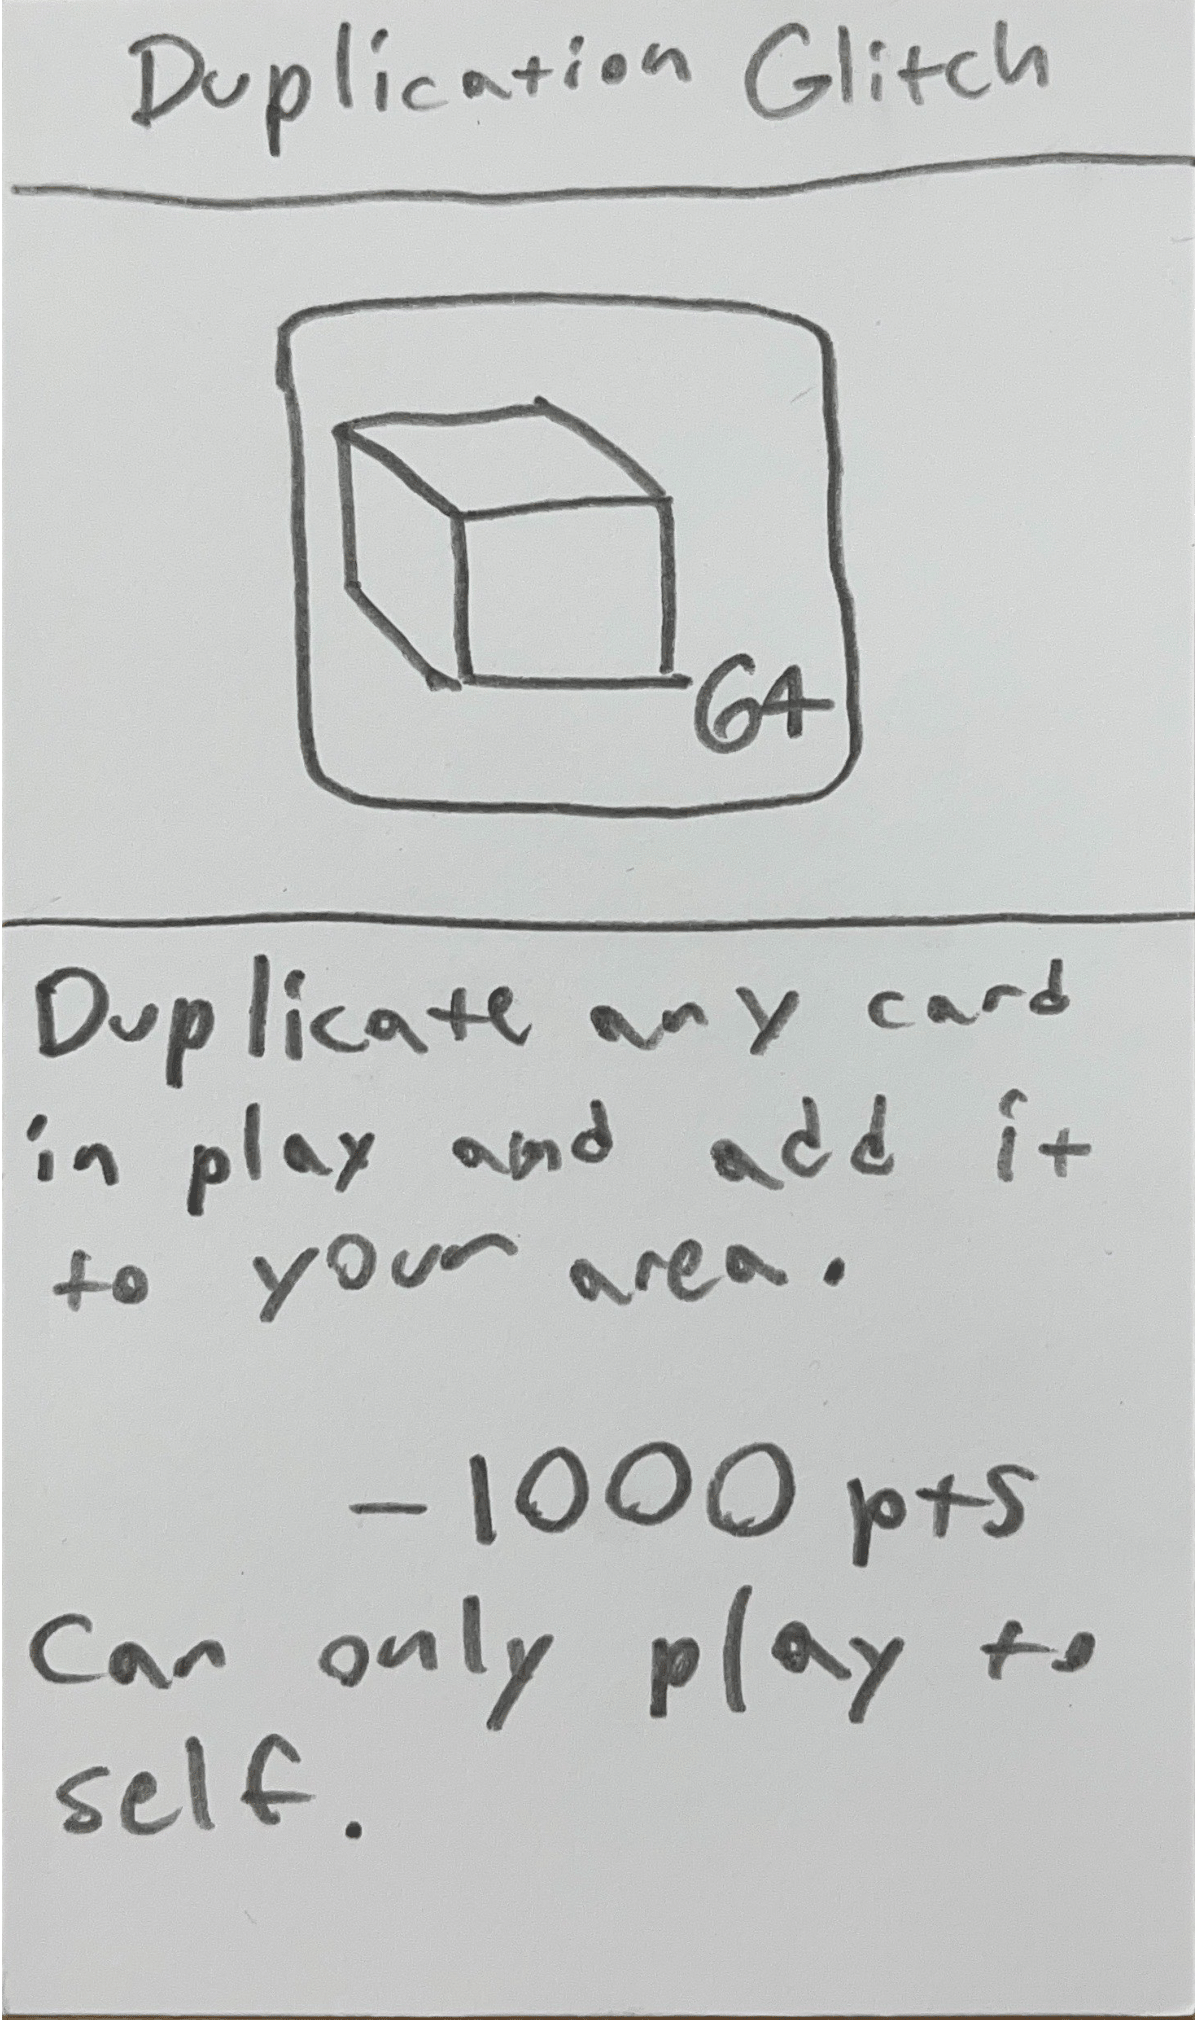 Duplication Glitch
64
Duplicate any card
in play and add it
to your area.
-1000 pts
Can only play to
self.